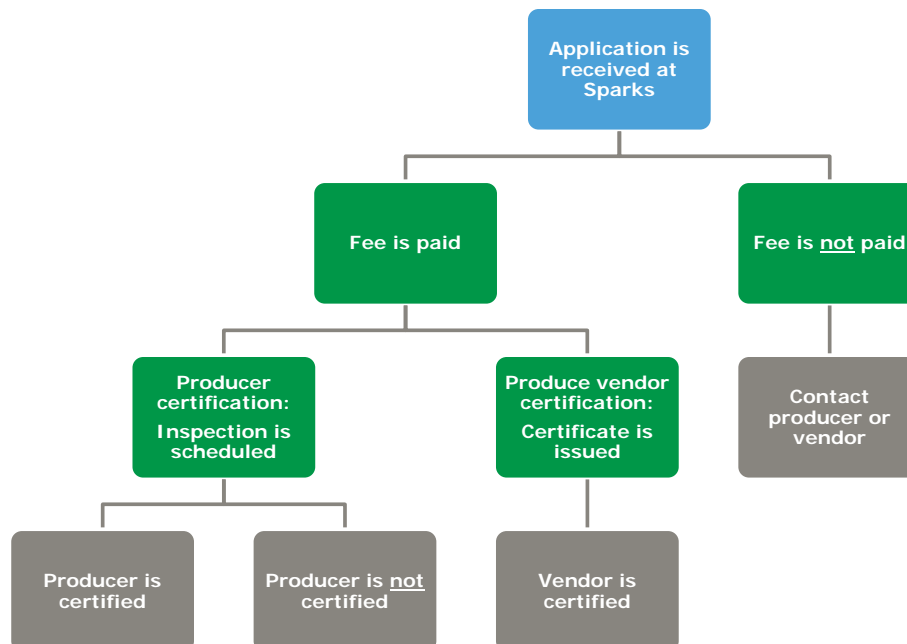 Application is
received at
Sparks
Fee is paid
Fee is not paid
Producer
certification:
Inspection is
scheduled
Produce vendor
certification:
Certificate is
issued
Contact
producer or
vendor
Producer is
certified
Producer is not
certified
Vendor is
certified